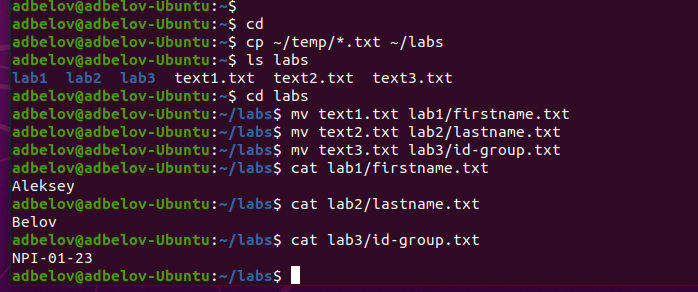 adbelov@adbelov-Ubuntu:~$
adbelov@adbelov-Ubuntu:~$ cd
adbelov@adbelov-Ubuntu:~$ cp ~/temp/*.txt ~/labs
adbelov@adbelov-Ubuntu:~$ ls labs
lab1  lab2  lab3  text1.txt  text2.txt  text3.txt
adbelov@adbelov-Ubuntu:~$ cd labs
adbelov@adbelov-Ubuntu:~/labs$ mv text1.txt lab1/firstname.txt
adbelov@adbelov-Ubuntu:~/labs$ mv text2.txt lab2/lastname.txt
adbelov@adbelov-Ubuntu:~/labs$ mv text3.txt lab3/id-group.txt
adbelov@adbelov-Ubuntu:~/labs$ cat lab1/firstname.txt
Aleksey
adbelov@adbelov-Ubuntu:~/labs$ cat lab2/lastname.txt
Belov
adbelov@adbelov-Ubuntu:~/labs$ cat lab3/id-group.txt
NPI-01-23
adbelov@adbelov-Ubuntu:~/labs$